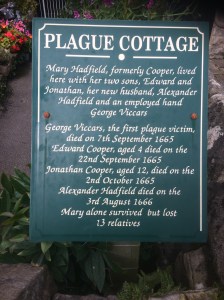 PLAGUE COTTAGE
Mary Hadfield, formerly Cooper, lived
here with her two sons, Edward and
Jonathan, her new husband, Alexander
Hadfield and an employed hand
George Viccars
George Viccars, the first plague victim,
died on 7th September 1665
Edward Cooper, aged 4 died on the
22nd September 1665
Jonathan Cooper, aged 12, died on the
2nd October 1665
Alexander Hadfield died on the
3rd August 1666
Mary alone survived but lost
13 relatives